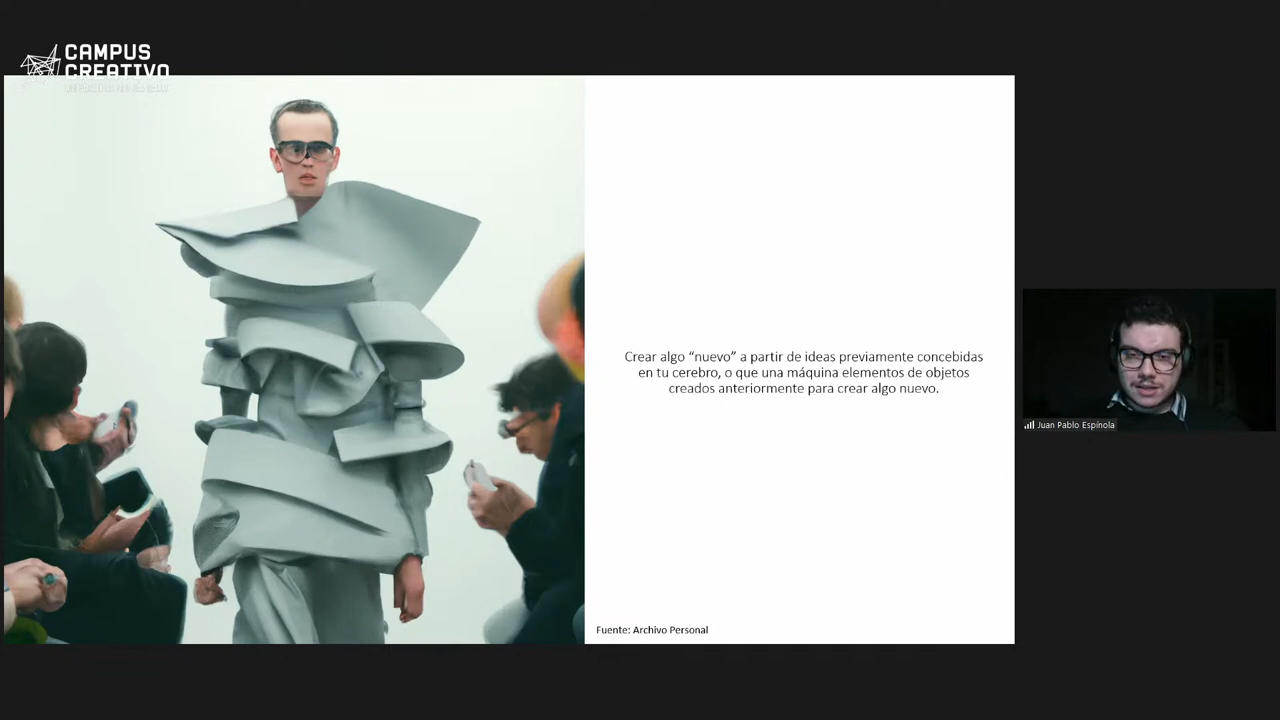 CAMPUS
CREATIVO
Crear algo “nuevo” a partir de ideas previamente concebidas
en tu cerebro, o que una máquina elementos de objetos
creados anteriormente para crear algo nuevo.
Juan Pablo Espínola
Fuente: Archivo Personal